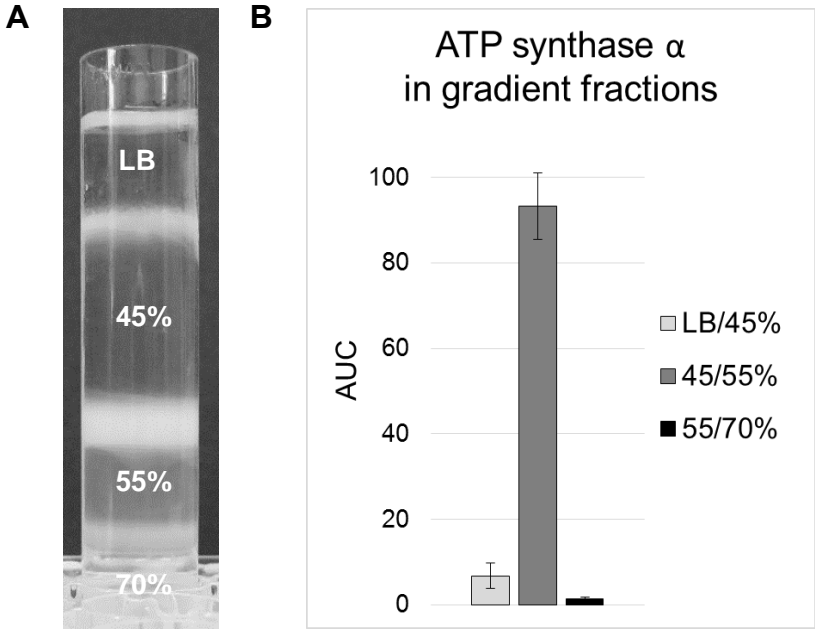 A
B
LB
45%
55%
70%
ATP synthase α
in gradient fractions
100
80
60
40
20
0
AUC
LB/45%
45/55%
55/70%